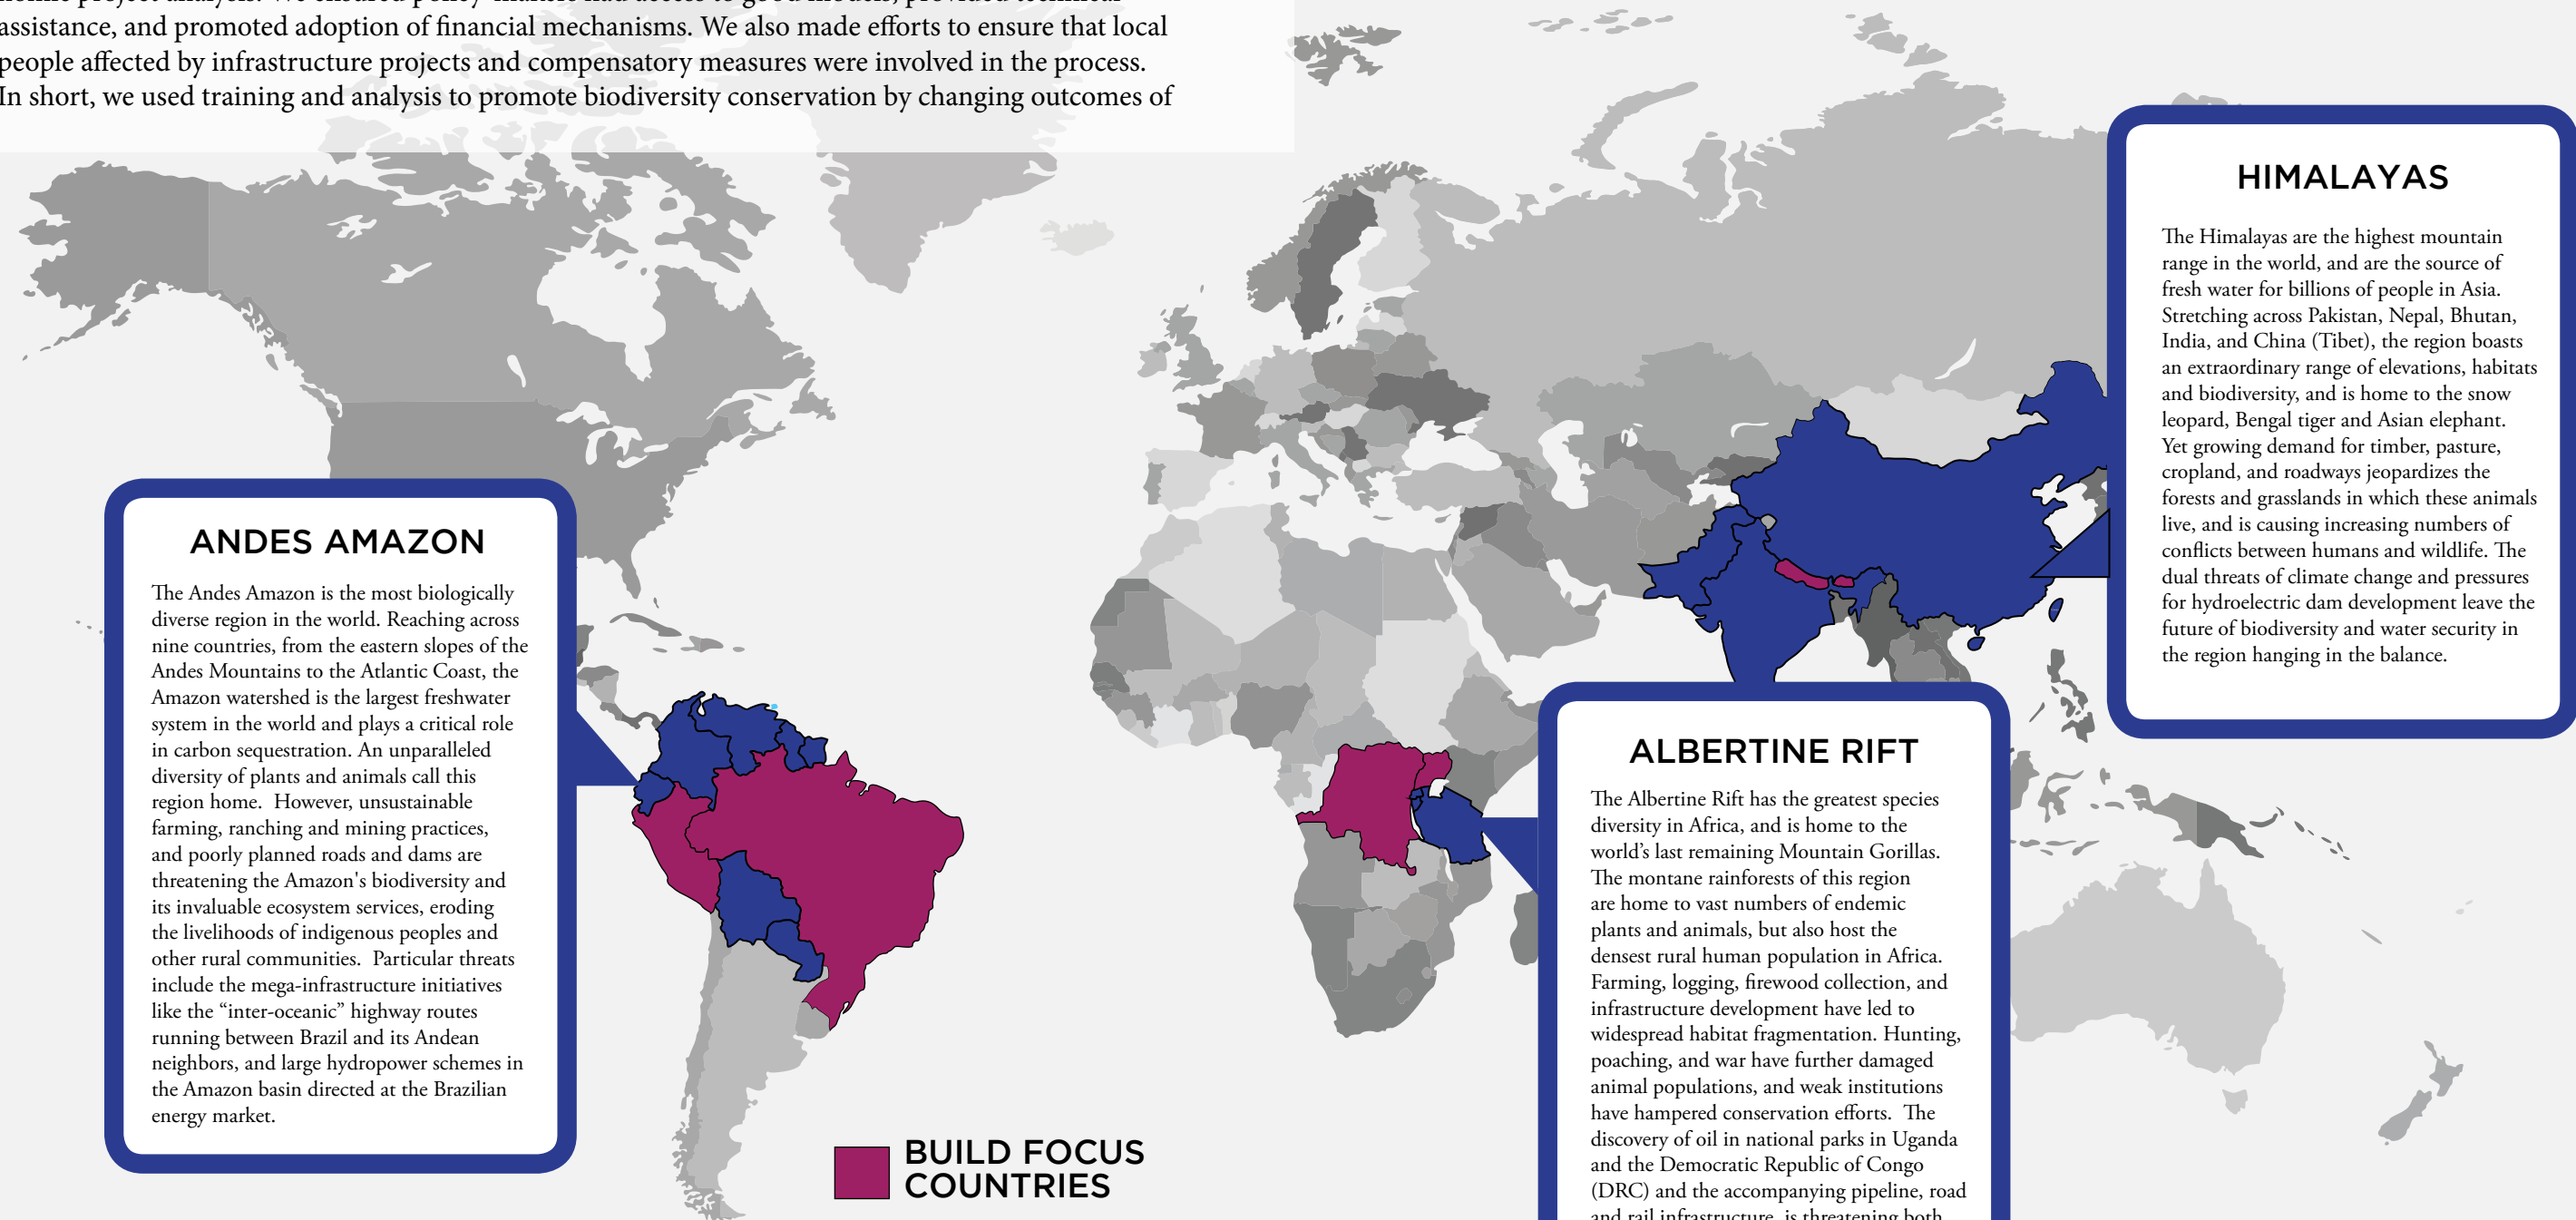 assistance, and promoted adoption of financial mechanisms. We also made efforts to ensure that local
people affected by infrastructure projects and compensatory measures were involved in the process.
In short, we used training and analysis to promote biodiversity conservation by changing outcomes of
HIMALAYAS
The Himalayas are the highest mountain
range in the world, and are the source of
fresh water for billions of people in Asia.
Stretching across Pakistan, Nepal, Bhutan,
India, and China (Tibet), the region boasts
an extraordinary range of elevations, habitats
and biodiversity, and is home to the snow
leopard, Bengal tiger and Asian elephant.
Yet growing demand for timber, pasture,
cropland, and roadways jeopardizes the
forests and grasslands in which these animals
live, and is causing increasing numbers of
conflicts between humans and wildlife. The
dual threats of climate change and pressures
for hydroelectric dam development leave the
future of biodiversity and water security in
the region hanging in the balance.
ANDES AMAZON
The Andes Amazon is the most biologically
diverse region in the world. Reaching across
nine countries, from the eastern slopes of the
Andes Mountains to the Atlantic Coast, the
Amazon watershed is the largest freshwater
system in the world and plays a critical role
in carbon sequestration. An unparalleled
diversity of plants and animals call this
region home.  However, unsustainable
farming, ranching and mining practices,
and poorly planned roads and dams are
threatening the Amazon's biodiversity and
its invaluable ecosystem services, eroding
the livelihoods of indigenous peoples and
other rural communities.  Particular threats
include the mega-infrastructure initiatives
like the “inter-oceanic” highway routes
running between Brazil and its Andean
neighbors, and large hydropower schemes in
the Amazon basin directed at the Brazilian
energy market.
ALBERTINE RIFT
The Albertine Rift has the greatest species
diversity in Africa, and is home to the
world’s last remaining Mountain Gorillas.
The montane rainforests of this region
are home to vast numbers of endemic
plants and animals, but also host the
densest rural human population in Africa.
Farming, logging, firewood collection, and
infrastructure development have led to
widespread habitat fragmentation. Hunting,
poaching, and war have further damaged
animal populations, and weak institutions
have hampered conservation efforts.  The
discovery of oil in national parks in Uganda
and the Democratic Republic of Congo
(DRC) and the accompanying pipeline, road
and rail infrastructure, is threatening both
BUILD FOCUS
COUNTRIES